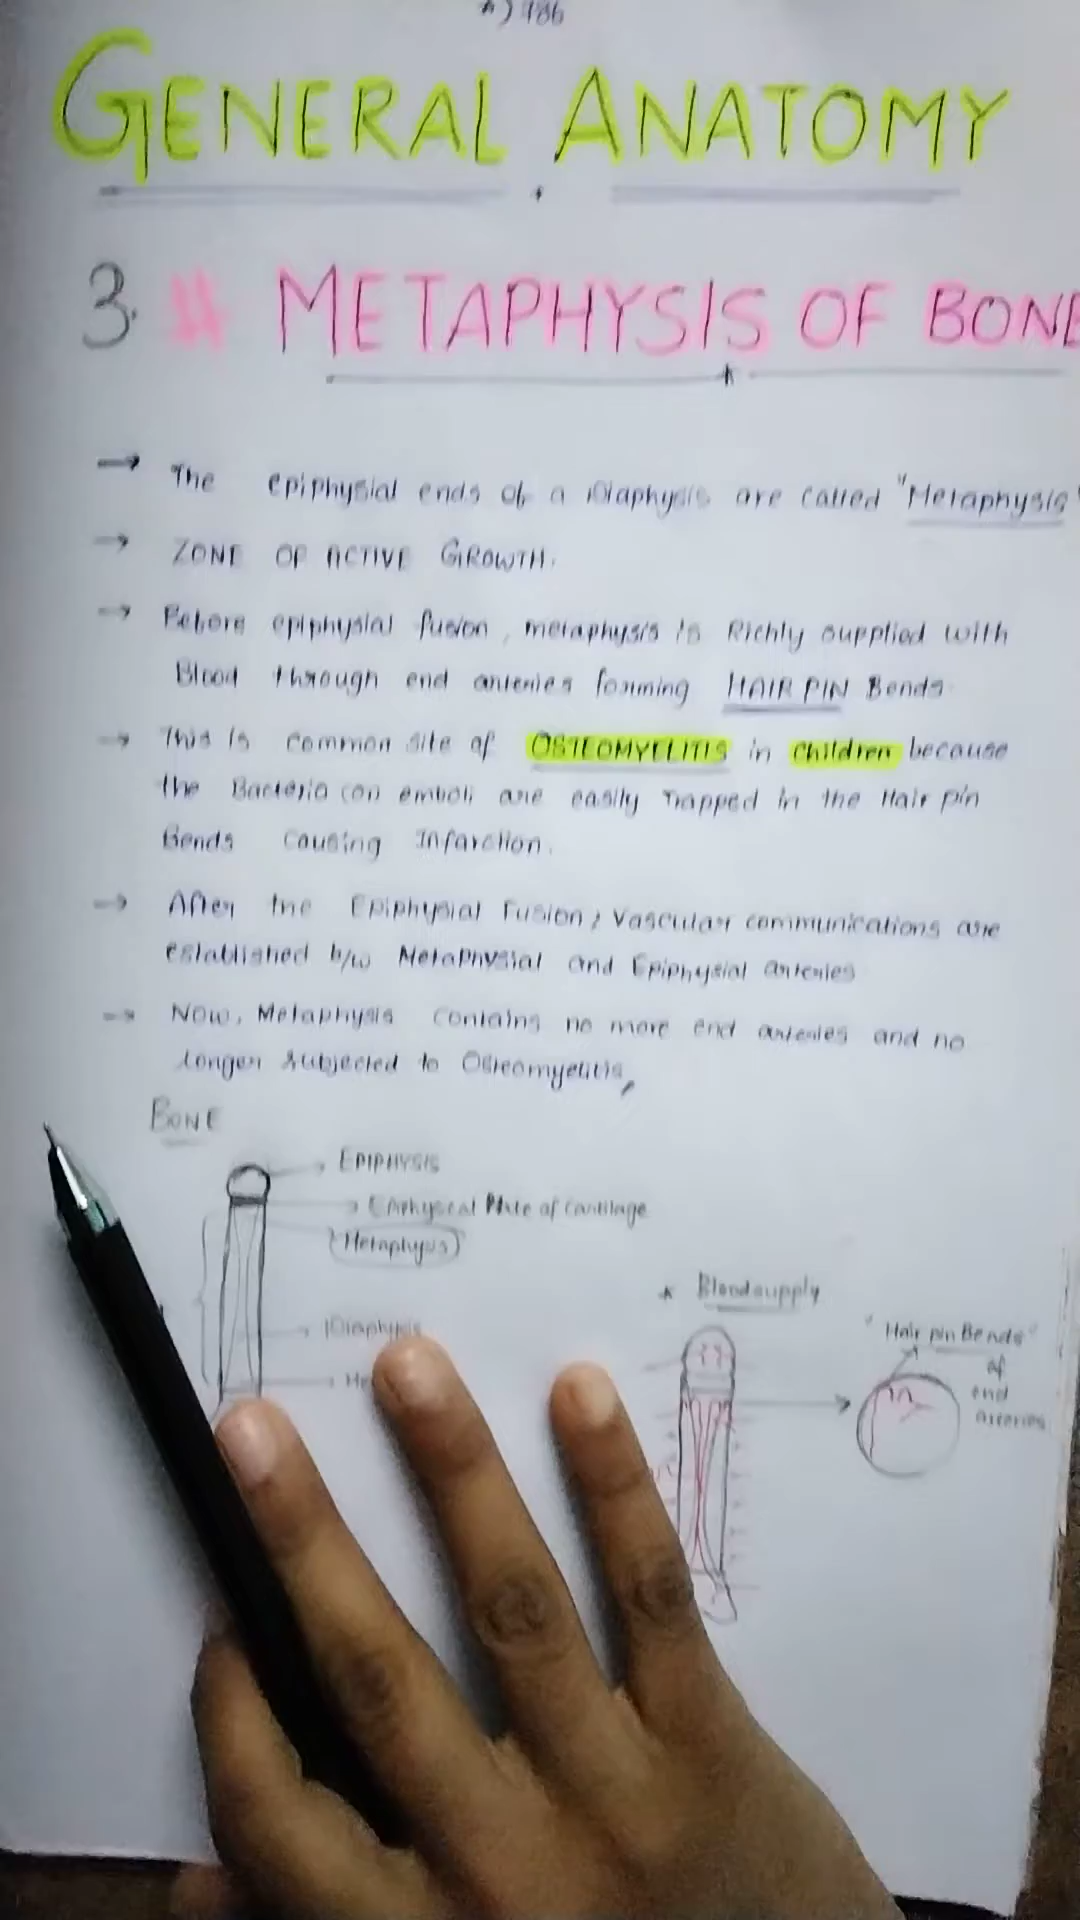 *) 786
GENERAL ANATOMY
3. # METAPHYSIS OF BONE
→ The epiphysial ends of a Diaphysis are called "Metaphysis"
→ ZONE OF ACTIVE GROWTH.
→ Before epiphysial fusion, metaphysis is Richly supplied with
Blood through end arteries forming HAIR PIN Bends
→ This is common site of OSTEOMYELITIS in children because
the Bacteria (or) emboli are easily Trapped in the Hair pin
Bends causing Infarction.
→ After the Epiphysial Fusion, Vascular communications are
established b/w Metaphysial and Epiphysial arteries
→ Now, Metaphysis contains no more end arteries and no
longer subjected to Osteomyelitis,
BONE
→ EPIPHYSIS
→ Plate of cartilage
(Metaphysis)
→ Diaphysis
* Blood supply
"Hair pin Bends"
of
end
arteries